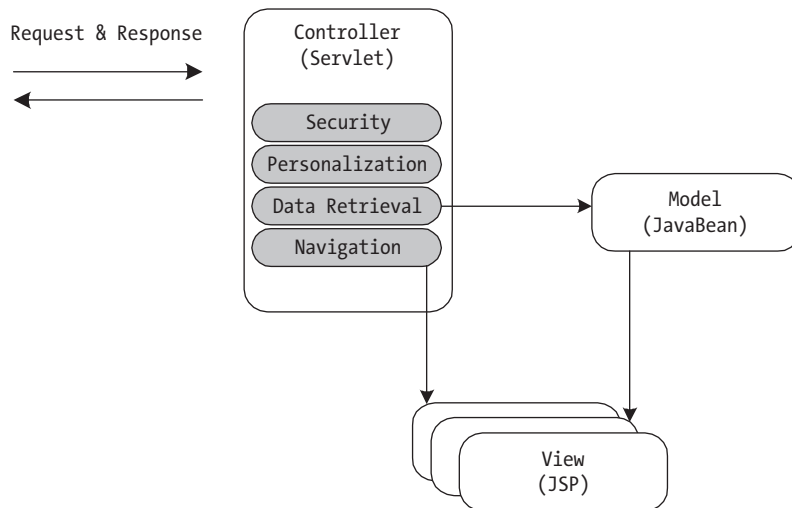 Request & Response
Controller
(Servlet)
Security
Personalization
Data Retrieval
Navigation
Model
(JavaBean)
View
(JSP)